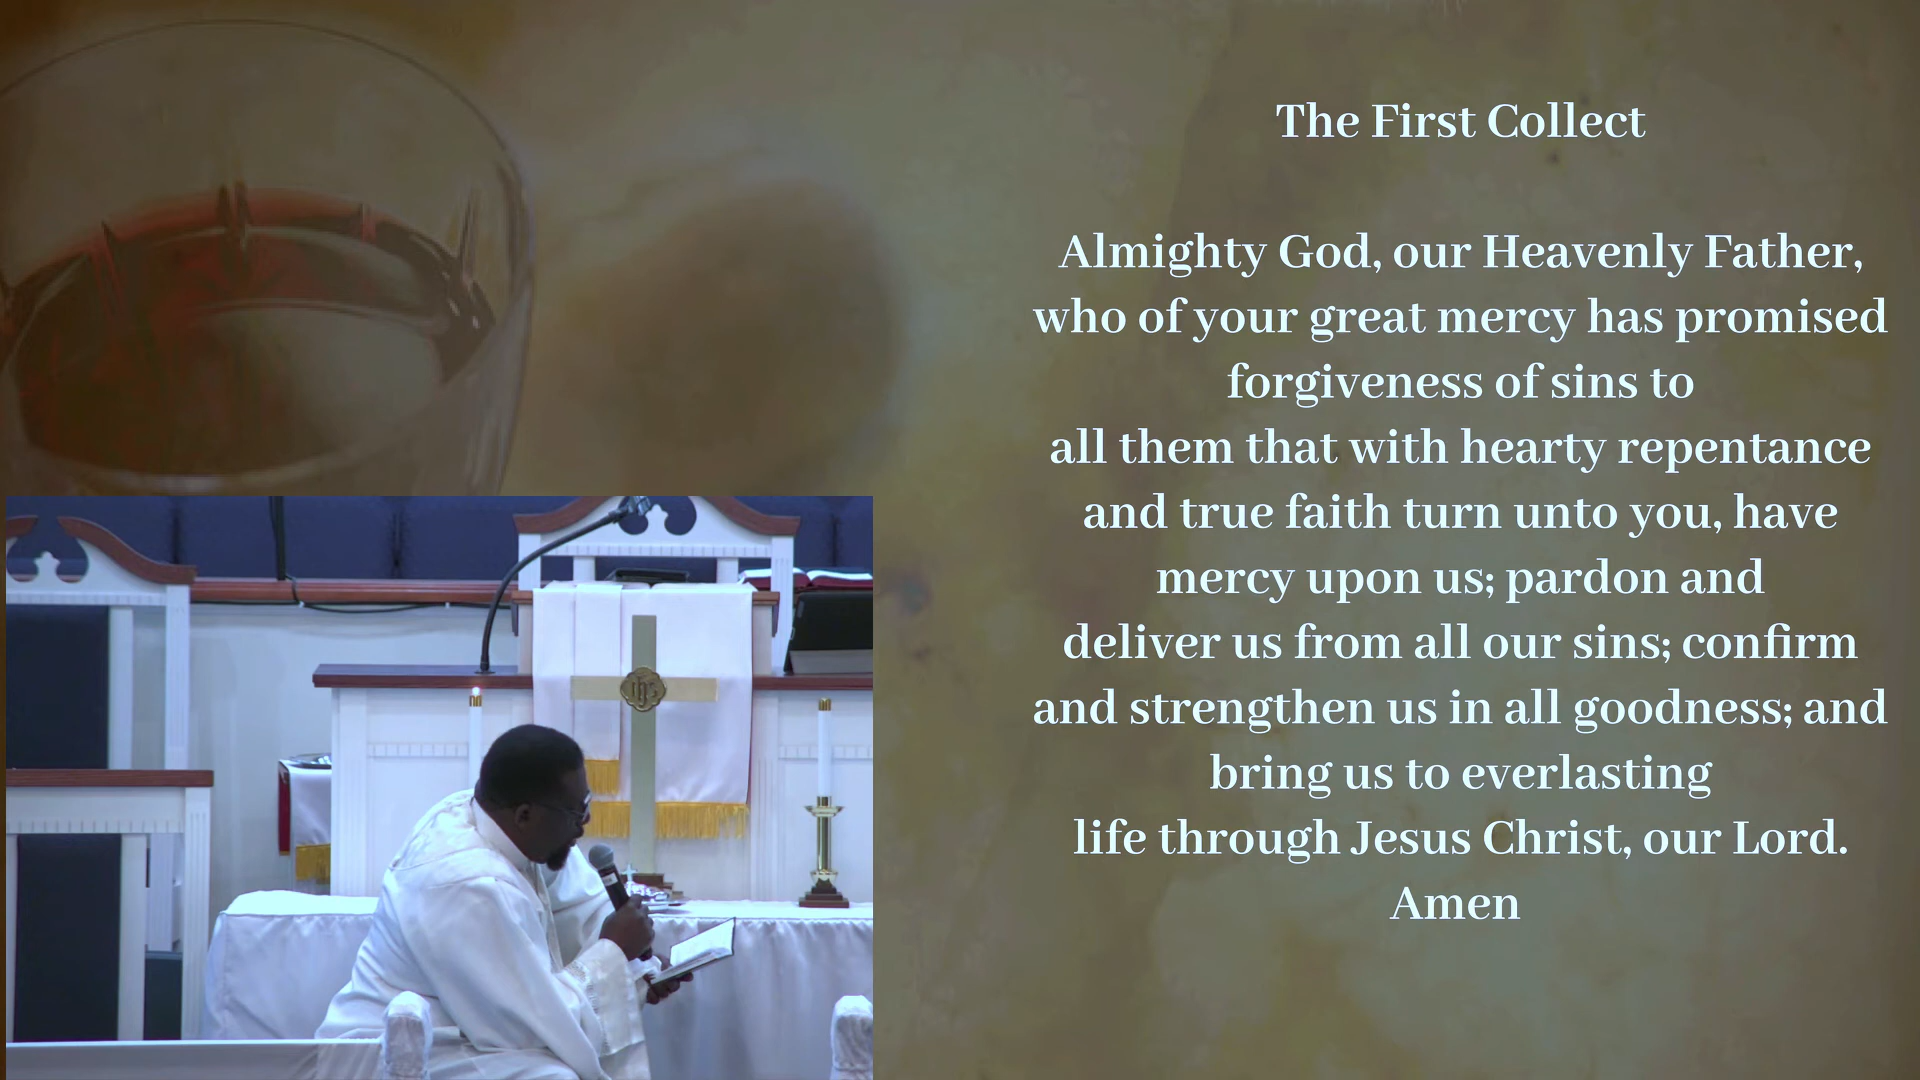 The First Collect
Almighty God, our Heavenly Father,
who of your great mercy has promised
forgiveness of sins to
all them that with hearty repentance
and true faith turn unto you, have
mercy upon us; pardon and
deliver us from all our sins; confirm
and strengthen us in all goodness; and
bring us to everlasting
life through Jesus Christ, our Lord.
Amen
IHS